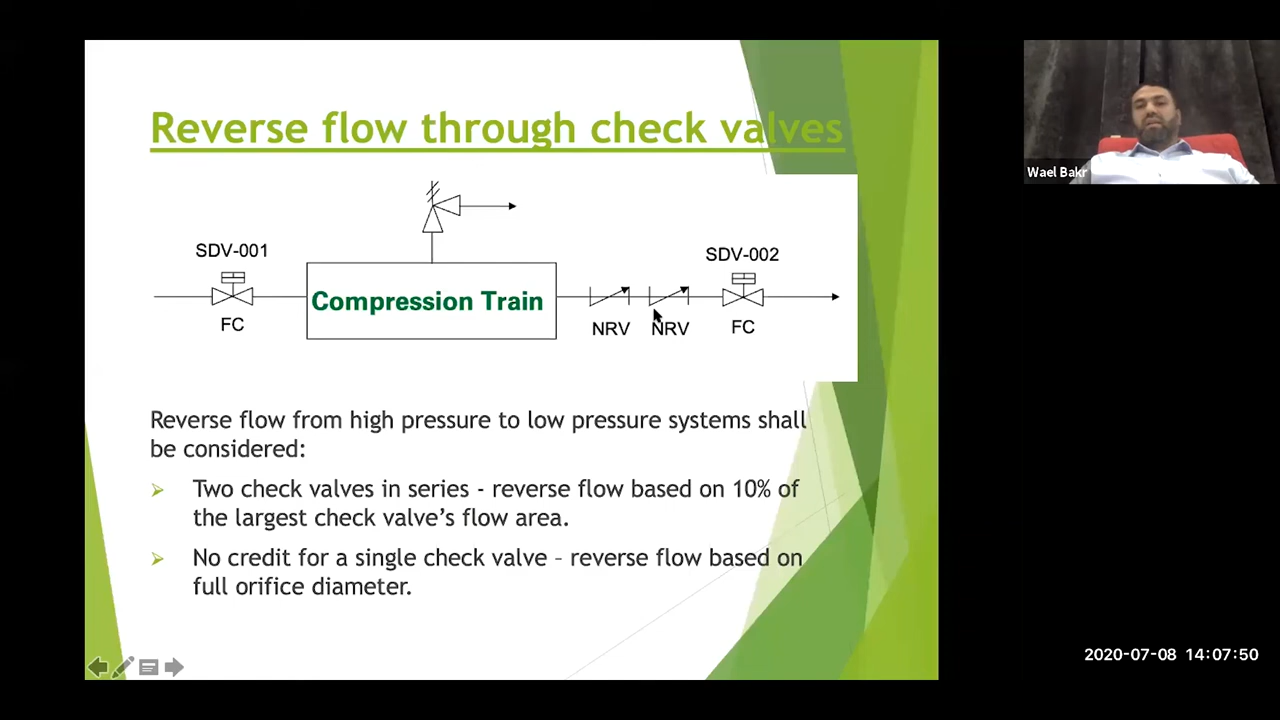 Reverse flow through check valves
SDV-001
SDV-002
Compression Train
FC
NRV
NRV
FC
Reverse flow from high pressure to low pressure systems shall
be considered:
Two check valves in series - reverse flow based on 10% of
the largest check valve's flow area.
No credit for a single check valve – reverse flow based on
full orifice diameter.
Wael Bakr
2020-07-08 14:07:50